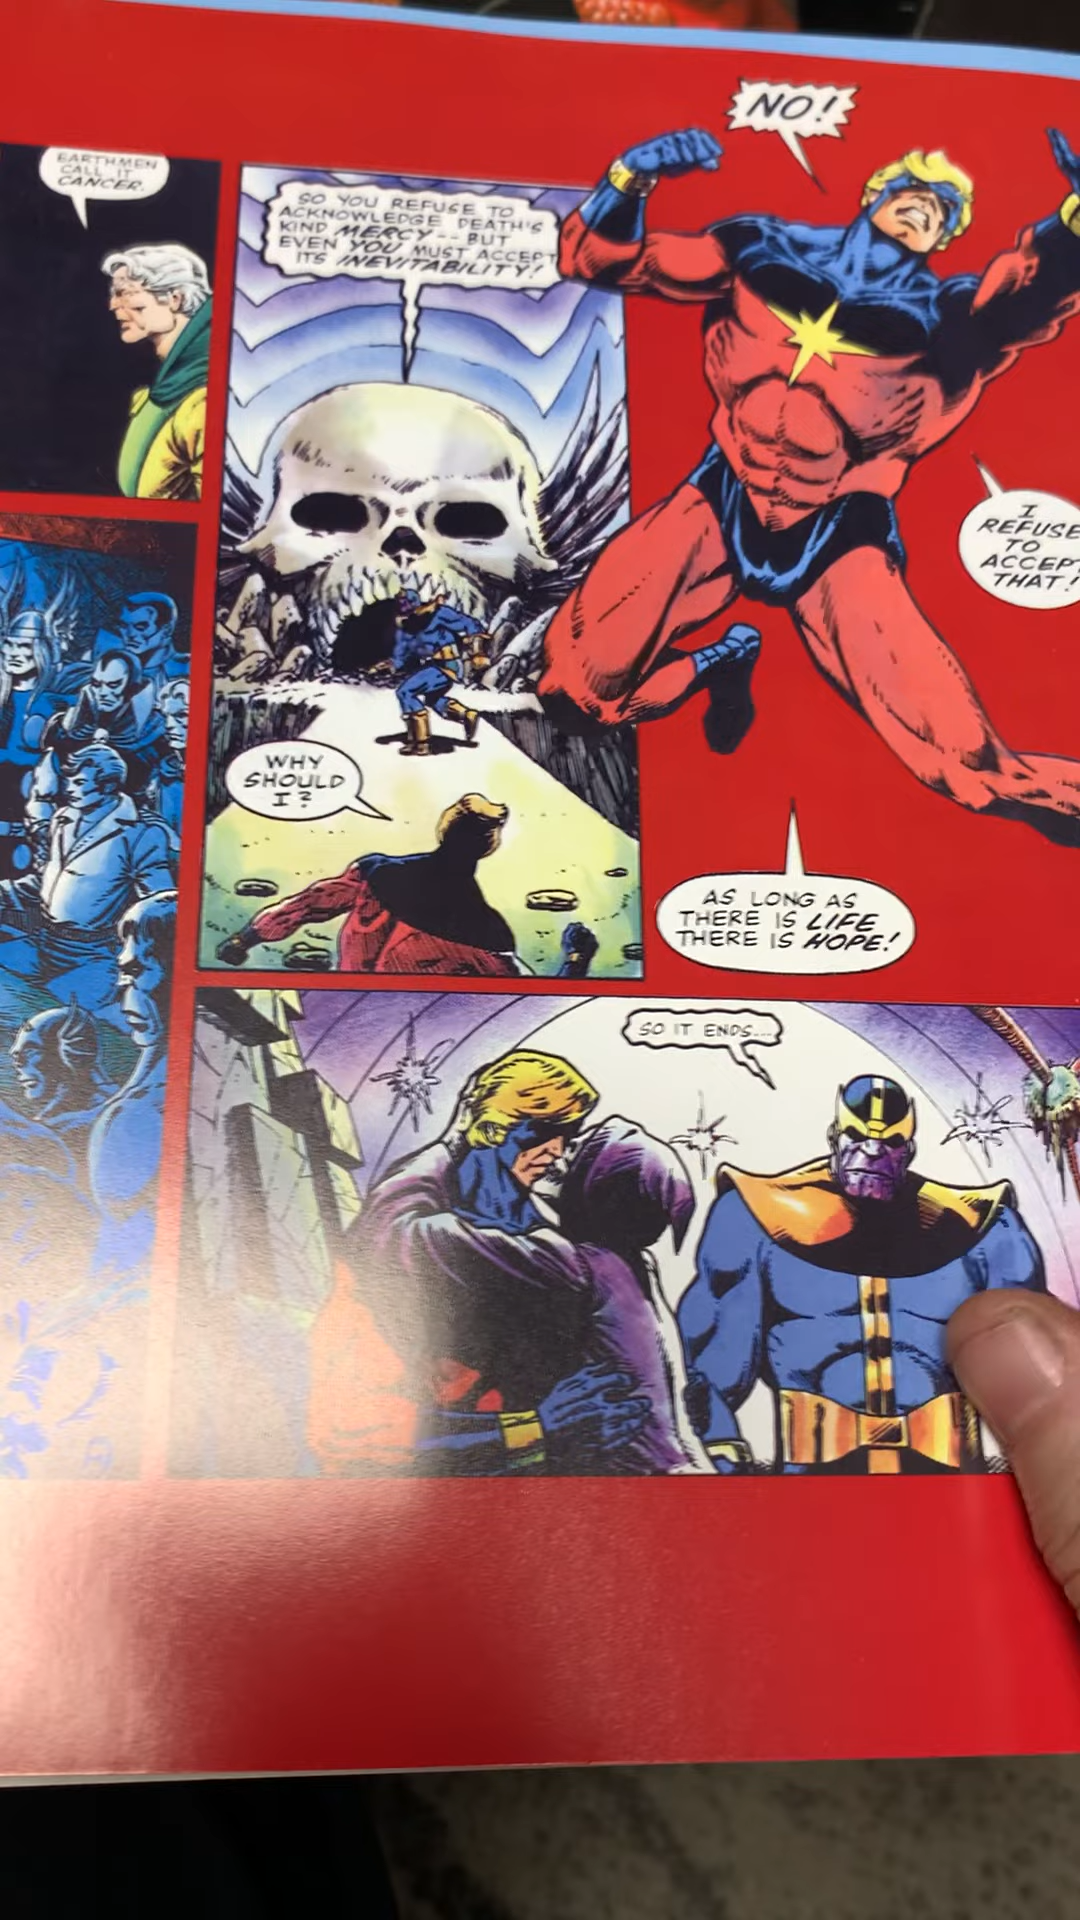 EARTHMEN
CALL IT
CANCER.
SO YOU REFUSE TO
ACKNOWLEDGE DEATH'S
KIND MERCY -- BUT
EVEN YOU MUST ACCEPT
ITS INEVITABILITY!
WHY
SHOULD
I?
NO!
I
REFUSE
TO
ACCEPT
THAT!
AS LONG AS
THERE IS LIFE
THERE IS HOPE!
SO IT ENDS...